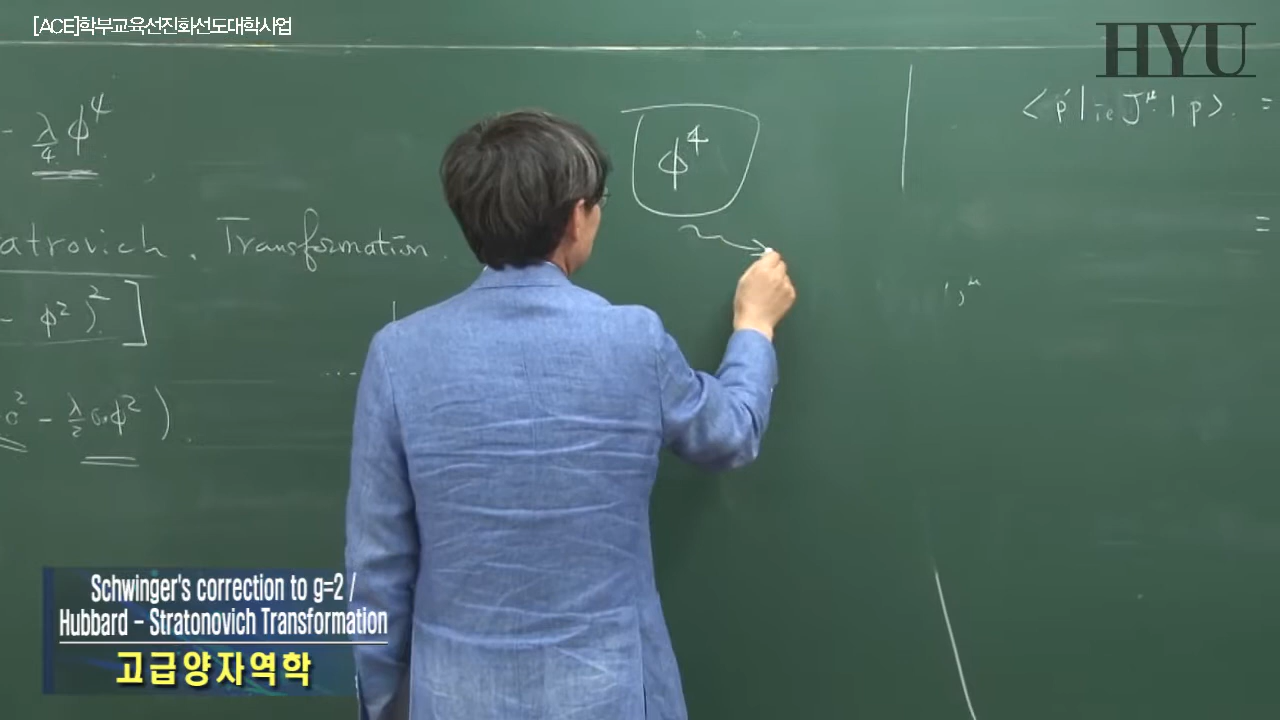 [ACE]학부교육선진화선도대학사업
HYU
- λ/4 ϕ⁴
atrovich. Transformation.
- ϕ²)² ]
σ² - λ/2 σϕ² ).
ϕ⁴
<p'|ie J^μ |p>. =
=
Schwinger's correction to g=2 /
Hubbard - Stratonovich Transformation
고급양자역학